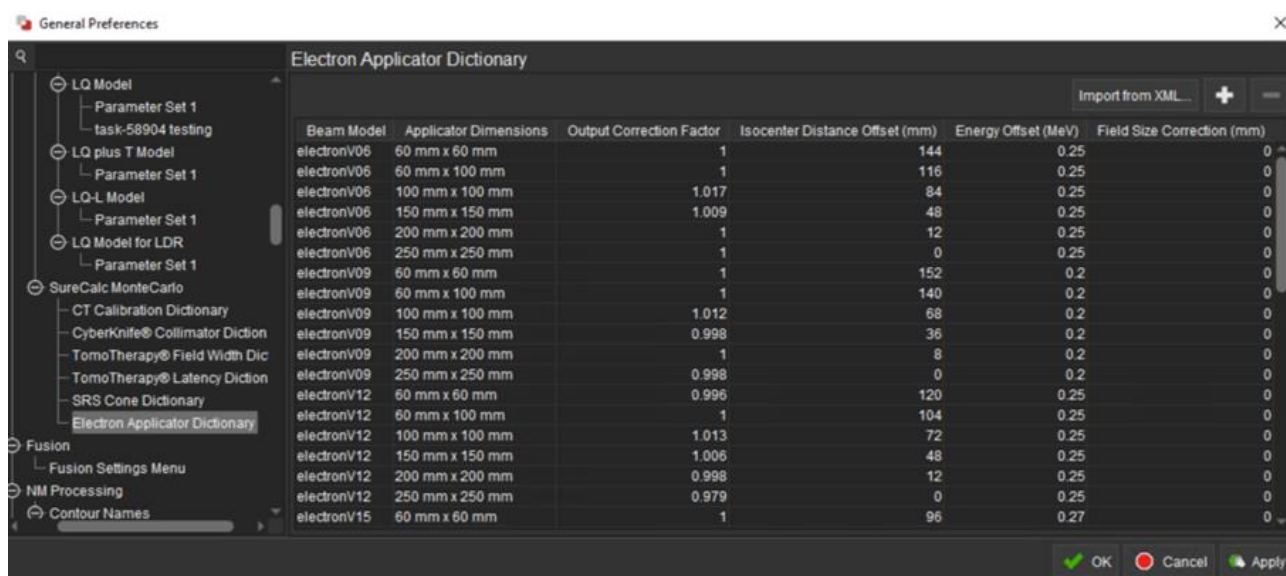 General Preferences
Electron Applicator Dictionary
Import from XML...
LQ Model
Parameter Set 1
task-58904 testing
LQ plus T Model
Parameter Set 1
LQ-L Model
Parameter Set 1
LQ Model for LDR
Parameter Set 1
SureCalc MonteCarlo
CT Calibration Dictionary
CyberKnife® Collimator Diction
TomoTherapy® Field Width Dic
TomoTherapy® Latency Diction
SRS Cone Dictionary
Electron Applicator Dictionary
Fusion
Fusion Settings Menu
NM Processing
Contour Names
Beam Model Applicator Dimensions Output Correction Factor Isocenter Distance Offset (mm) Energy Offset (MeV) Field Size Correction (mm)
electronV06 60 mm x 60 mm 1 144 0.25 0
electronV06 60 mm x 100 mm 1 116 0.25 0
electronV06 100 mm x 100 mm 1.017 84 0.25 0
electronV06 150 mm x 150 mm 1.009 48 0.25 0
electronV06 200 mm x 200 mm 1 12 0.25 0
electronV06 250 mm x 250 mm 1 0 0.25 0
electronV09 60 mm x 60 mm 1 152 0.2 0
electronV09 60 mm x 100 mm 1 140 0.2 0
electronV09 100 mm x 100 mm 1.012 68 0.2 0
electronV09 150 mm x 150 mm 0.998 36 0.2 0
electronV09 200 mm x 200 mm 1 8 0.2 0
electronV09 250 mm x 250 mm 0.998 0 0.2 0
electronV12 60 mm x 60 mm 0.996 120 0.25 0
electronV12 60 mm x 100 mm 1 104 0.25 0
electronV12 100 mm x 100 mm 1.013 72 0.25 0
electronV12 150 mm x 150 mm 1.006 48 0.25 0
electronV12 200 mm x 200 mm 0.998 12 0.25 0
electronV12 250 mm x 250 mm 0.979 0 0.25 0
electronV15 60 mm x 60 mm 1 96 0.27 0
OK Cancel Apply